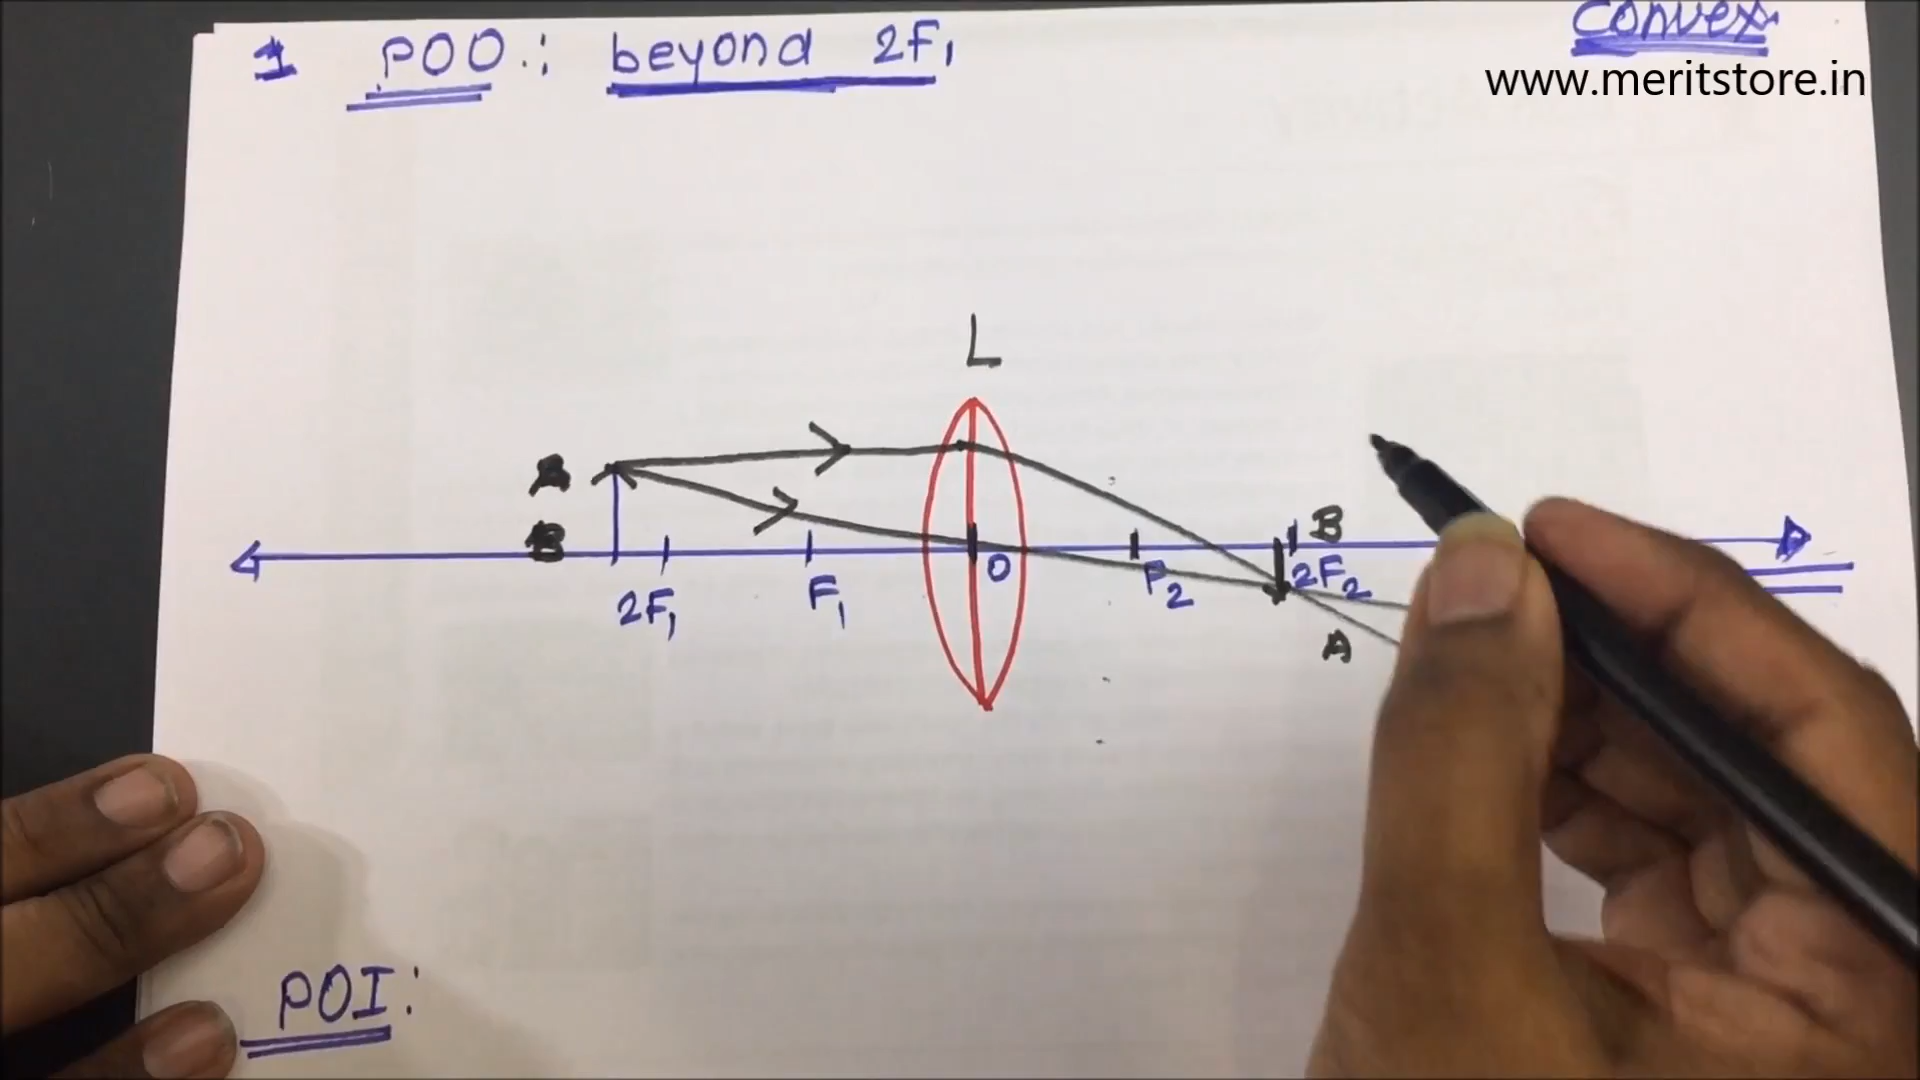 1 POO.: beyond 2F₁
Convex
www.meritstore.in
L
A
B
B
2F₁
F₁
O
F₂
2F₂
A
POI: